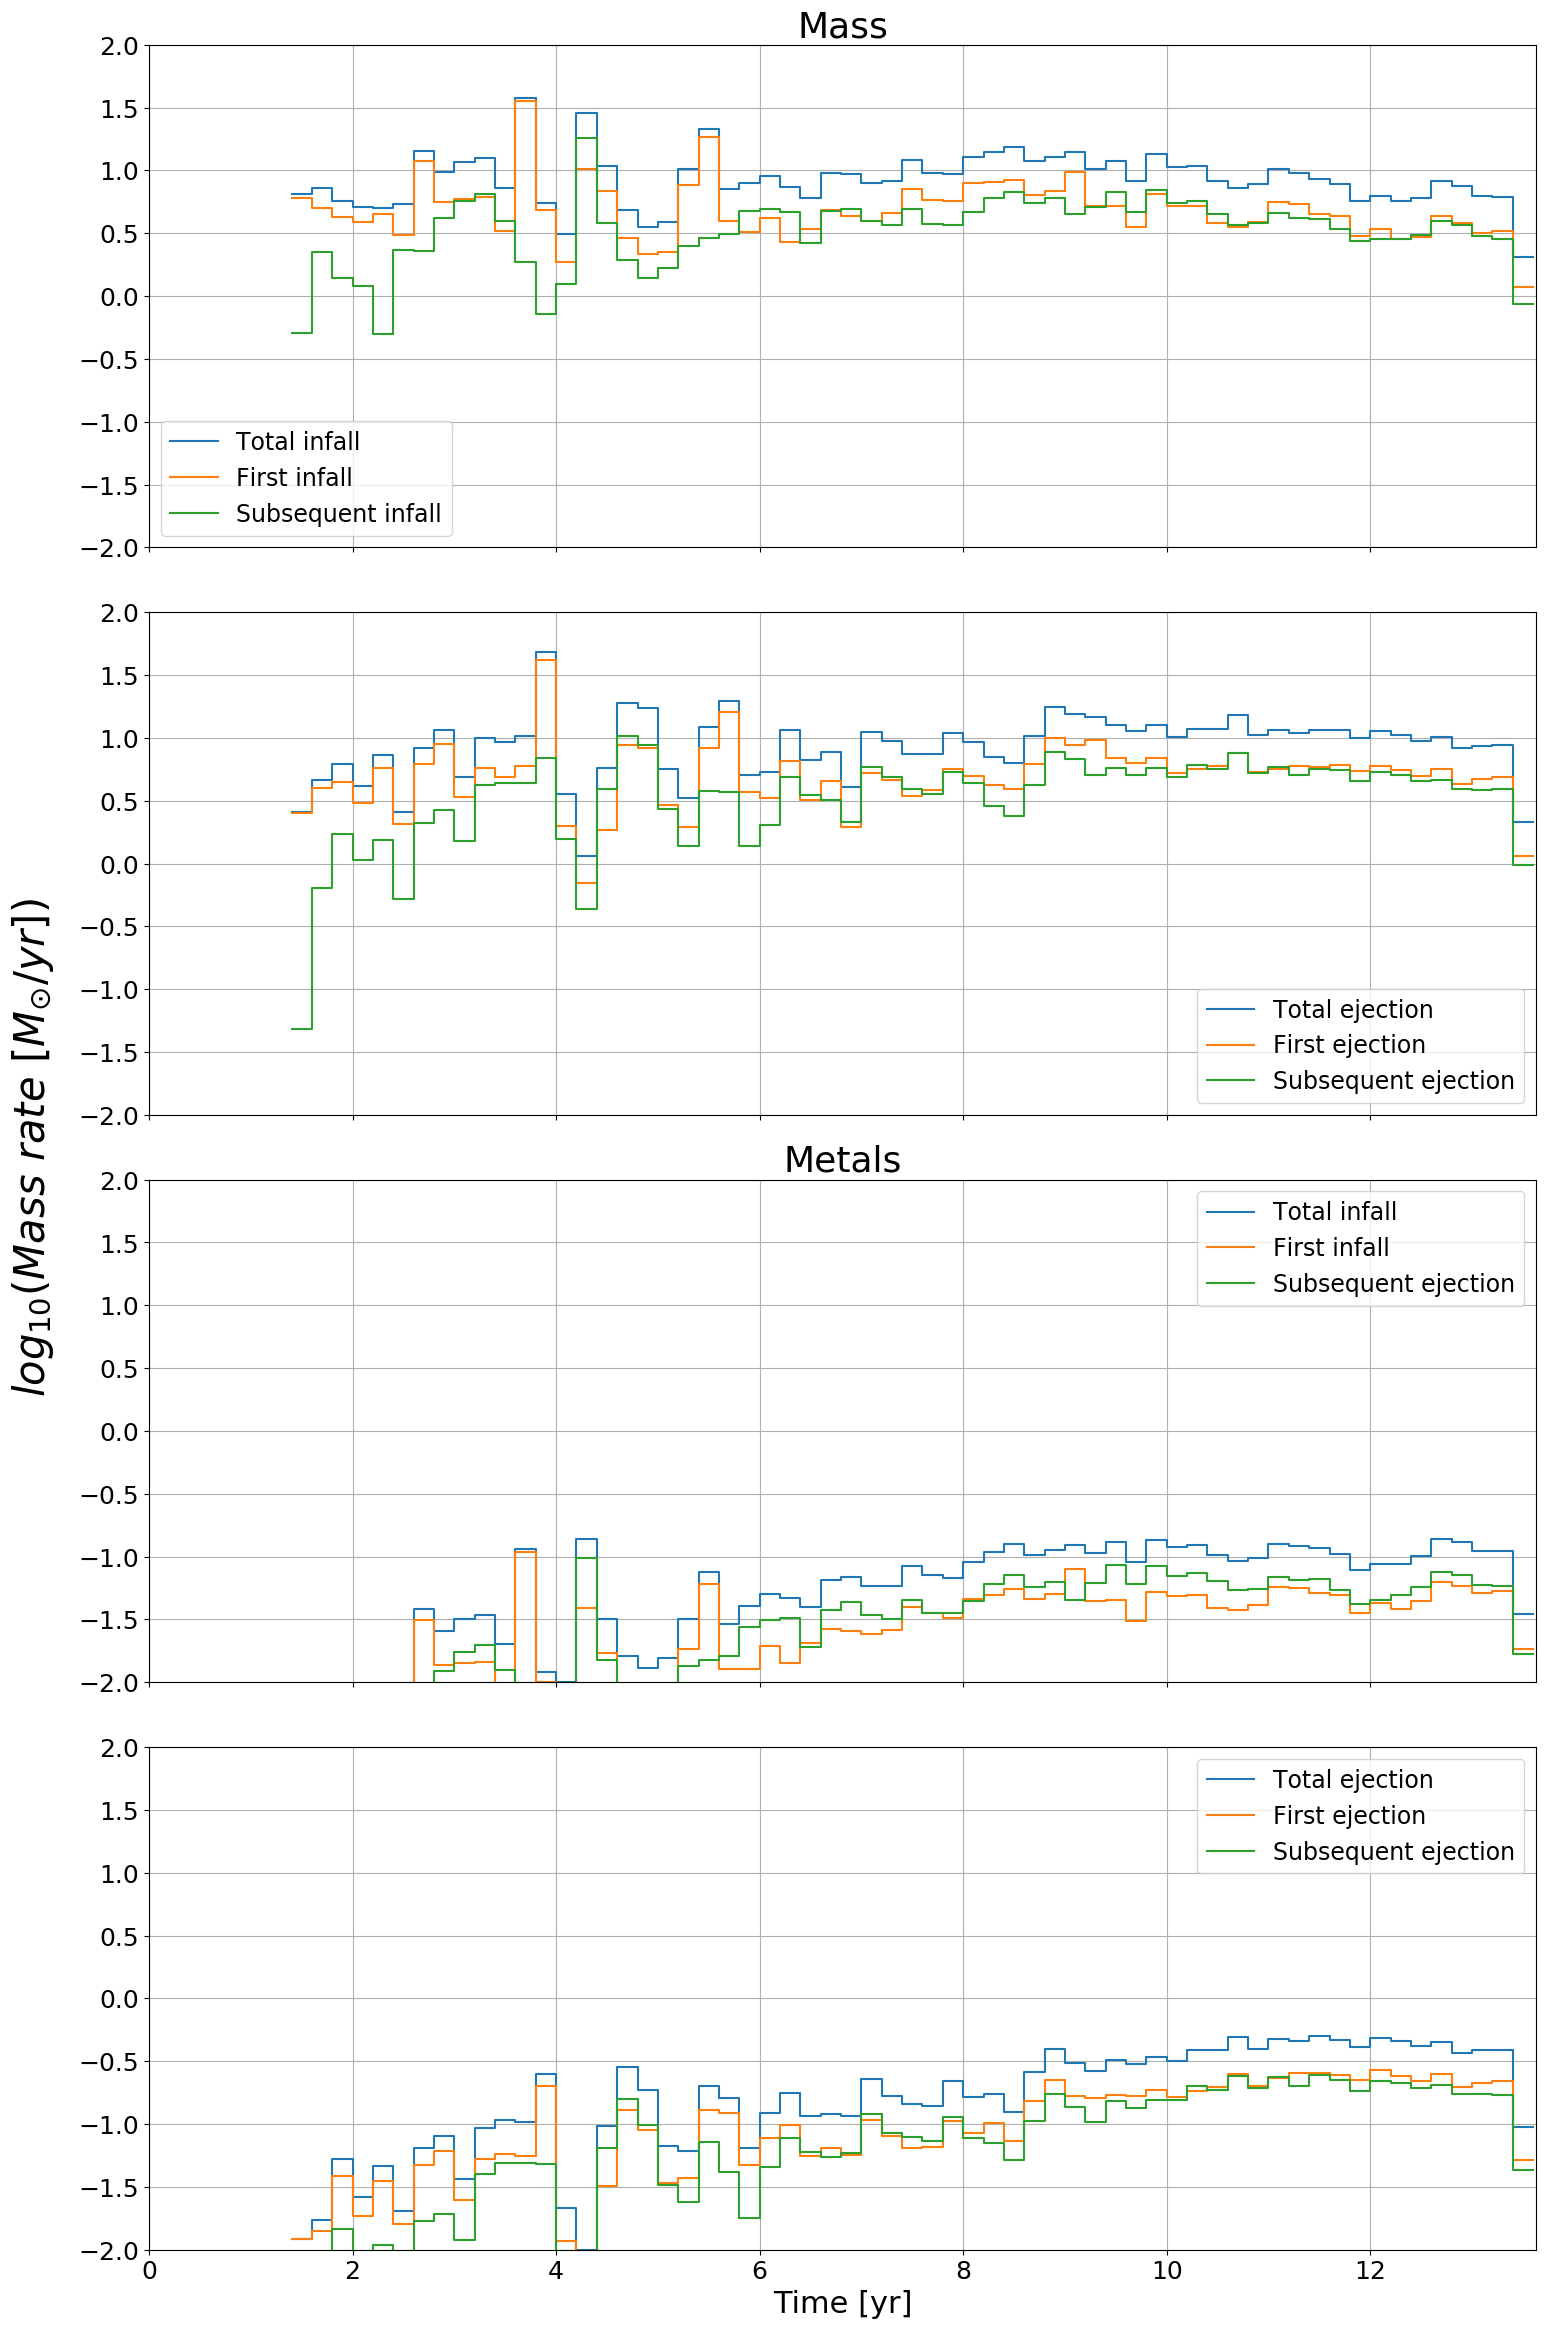 Mass
2.0
1.5
1.0
0.5
0.0
−0.5
−1.0
−1.5
−2.0
Total infall
First infall
Subsequent infall
2.0
1.5
1.0
0.5
0.0
−0.5
−1.0
−1.5
−2.0
Total ejection
First ejection
Subsequent ejection
log₁₀(Mass rate [M⊙/yr])
Metals
2.0
1.5
1.0
0.5
0.0
−0.5
−1.0
−1.5
−2.0
Total infall
First infall
Subsequent ejection
2.0
1.5
1.0
0.5
0.0
−0.5
−1.0
−1.5
−2.0
Total ejection
First ejection
Subsequent ejection
0 2 4 6 8 10 12
Time [yr]